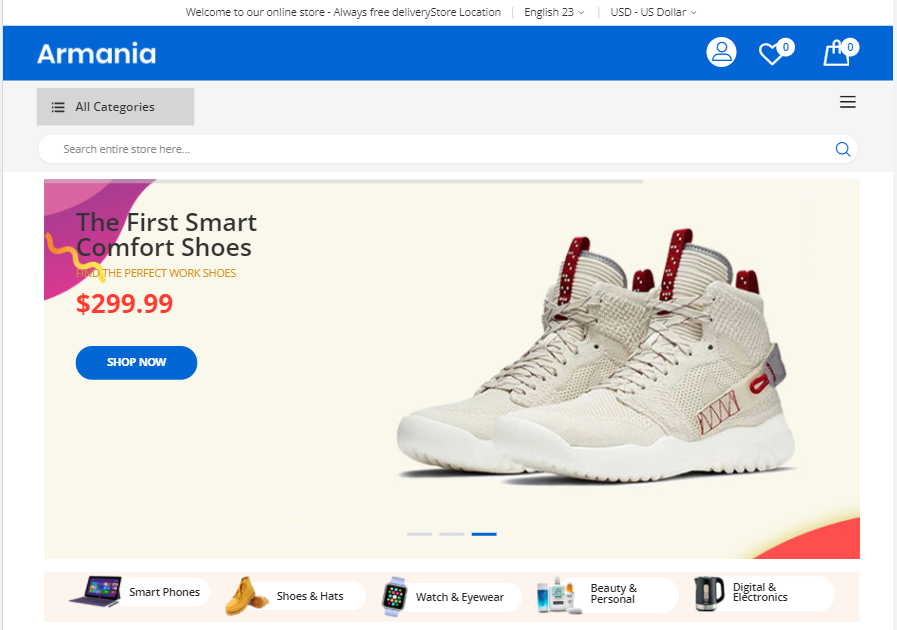 Welcome to our online store - Always free deliveryStore Location
English 23
USD - US Dollar
Armania
0
0
All Categories
Search entire store here...
The First Smart
Comfort Shoes
FIND THE PERFECT WORK SHOES
$299.99
SHOP NOW
Smart Phones
Shoes & Hats
Watch & Eyewear
Beauty &
Personal
Digital &
Electronics